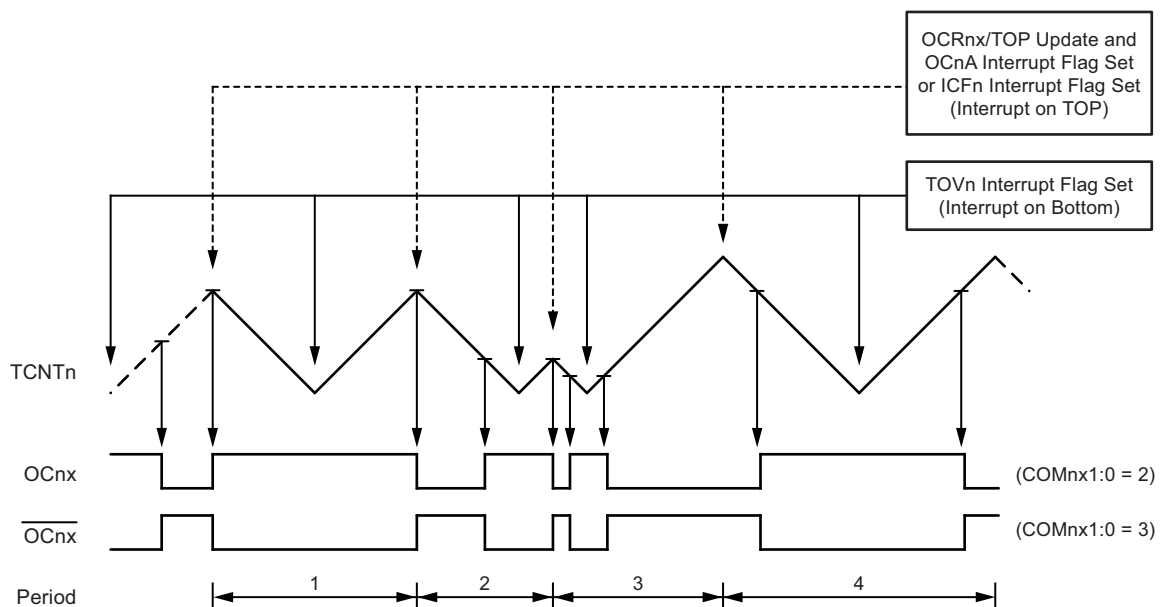 OCRnx/TOP Update and
OCnA Interrupt Flag Set
or ICFn Interrupt Flag Set
(Interrupt on TOP)
TOVn Interrupt Flag Set
(Interrupt on Bottom)
TCNTn
OCnx
(COMnx1:0 = 2)
OCnx
(COMnx1:0 = 3)
Period
1
2
3
4